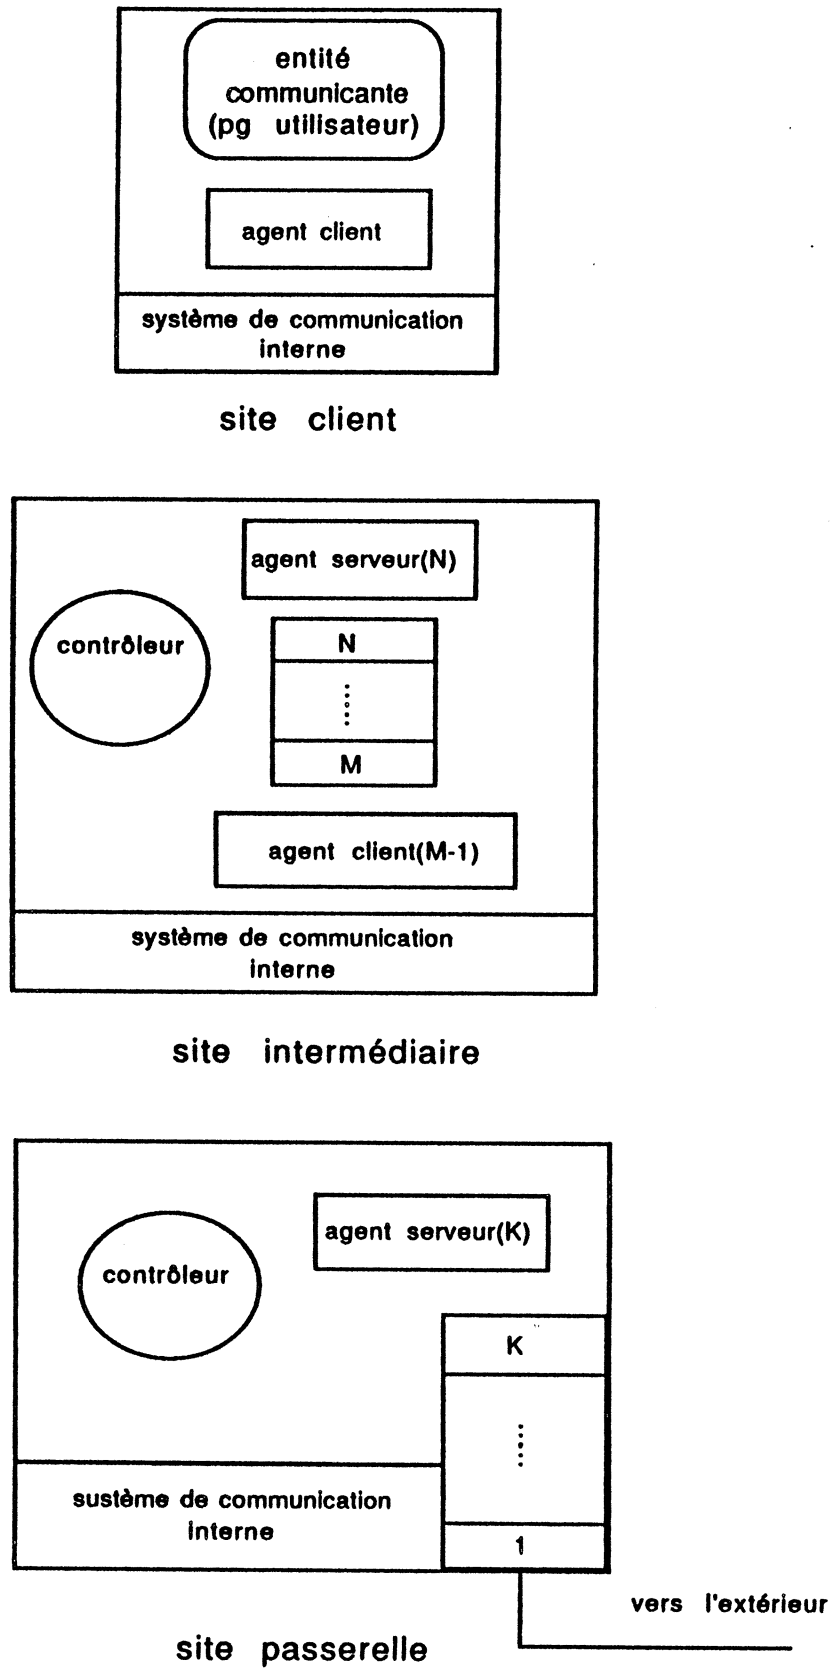 entité
communicante
(pg utilisateur)
agent client
système de communication
interne
site client
agent serveur(N)
contrôleur
N
M
agent client(M-1)
système de communication
interne
site intermédiaire
agent serveur(K)
contrôleur
K
sustème de communication
interne
1
vers l'extérieur
site passerelle